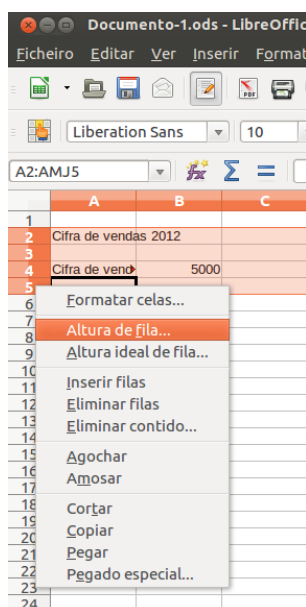 Documento-1.ods - LibreOffic
Ficheiro Editar Ver Inserir Format
PDF
Liberation Sans 10
A2:AMJ5 fx Σ =
A B C
1
2 Cifra de vendas 2012
3
4 Cifra de vend 5000
5
6 Formatar celas...
7
8 Altura de fila...
9 Altura ideal de fila...
10
11 Inserir filas
12 Eliminar filas
13 Eliminar contido...
14
15 Agochar
16 Amosar
17
18 Cortar
19
20 Copiar
21 Pegar
22 Pegado especial...
23
24